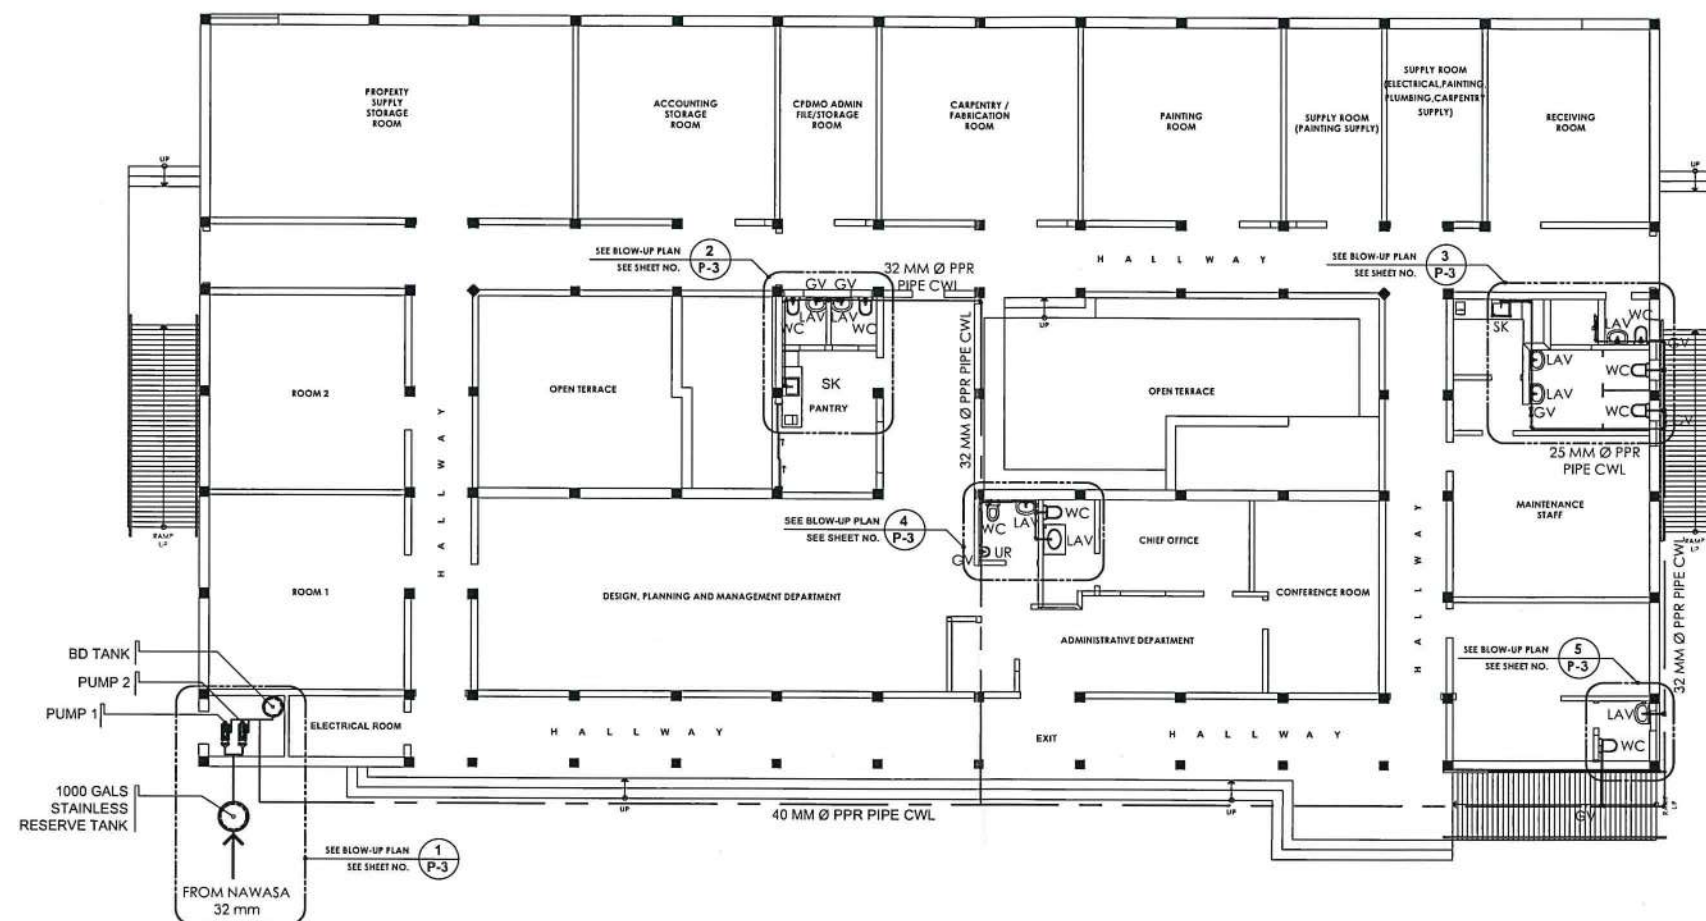 PROPERTY
SUPPLY
STORAGE
ROOM
ACCOUNTING
STORAGE
ROOM
CPDMO ADMIN
FILE/STORAGE
ROOM
CARPENTRY /
FABRICATION
ROOM
PAINTING
ROOM
SUPPLY ROOM
(PAINTING SUPPLY)
SUPPLY ROOM
(ELECTRICAL,PAINTING,
PLUMBING,CARPENTRY
SUPPLY)
RECEIVING
ROOM
UP
UP
SEE BLOW-UP PLAN
SEE SHEET NO.
2
P-3
32 MM Ø PPR
PIPE CWL
HALLWAY
SEE BLOW-UP PLAN
SEE SHEET NO.
3
P-3
GV GV
WC
LAV
LAV
WC
SK
PANTRY
UP
SK
LAV
WC
GV
LAV
WC
LAV
GV
WC
GV
25 MM Ø PPR
PIPE CWL
ROOM 2
OPEN TERRACE
32 MM Ø PPR PIPE CWL
OPEN TERRACE
HALLWAY
RAMP
UP
RAMP
UP
MAINTENANCE
STAFF
HALLWAY
SEE BLOW-UP PLAN
SEE SHEET NO.
4
P-3
WC
LAV
WC
UR
LAV
GV
CHIEF OFFICE
ROOM 1
DESIGN, PLANNING AND MANAGEMENT DEPARTMENT
CONFERENCE ROOM
ADMINISTRATIVE DEPARTMENT
32 MM Ø PPR PIPE CWL
SEE BLOW-UP PLAN
SEE SHEET NO.
5
P-3
BD TANK
PUMP 2
PUMP 1
ELECTRICAL ROOM
HALLWAY
EXIT
HALLWAY
LAV
WC
1000 GALS
STAINLESS
RESERVE TANK
UP
40 MM Ø PPR PIPE CWL
UP
GV
RAMP
UP
SEE BLOW-UP PLAN
SEE SHEET NO.
1
P-3
FROM NAWASA
32 mm